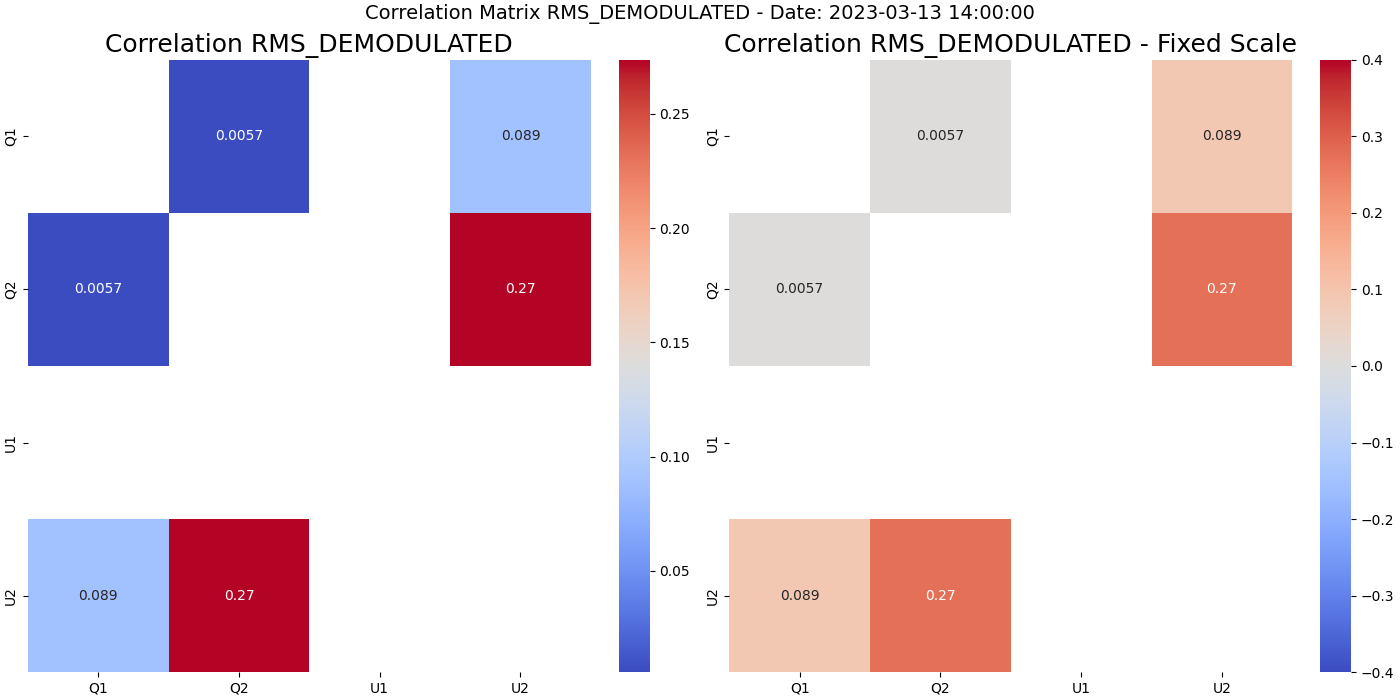 Correlation Matrix RMS_DEMODULATED - Date: 2023-03-13 14:00:00
Correlation RMS_DEMODULATED
Q1
0.0057
0.089
Q2
0.0057
0.27
U1
U2
0.089
0.27
Q1
Q2
U1
U2
0.25
0.20
0.15
0.10
0.05
Correlation RMS_DEMODULATED - Fixed Scale
Q1
0.0057
0.089
Q2
0.0057
0.27
U1
U2
0.089
0.27
Q1
Q2
U1
U2
0.4
0.3
0.2
0.1
0.0
−0.1
−0.2
−0.3
−0.4